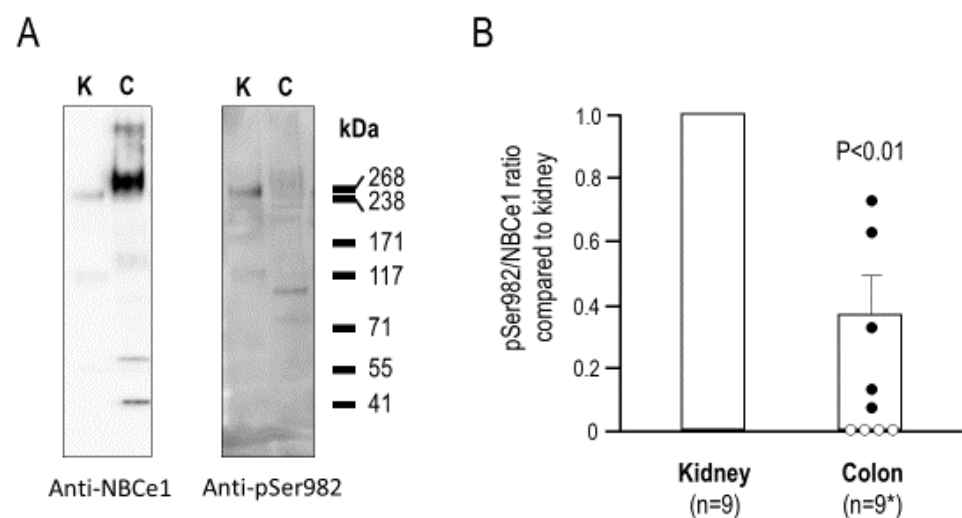 A
K C
K C
kDa
268
238
171
117
71
55
41
Anti-NBCe1
Anti-pSer982
B
pSer982/NBCe1 ratio
compared to kidney
1.0
0.8
0.6
0.4
0.2
0
P<0.01
Kidney
(n=9)
Colon
(n=9*)